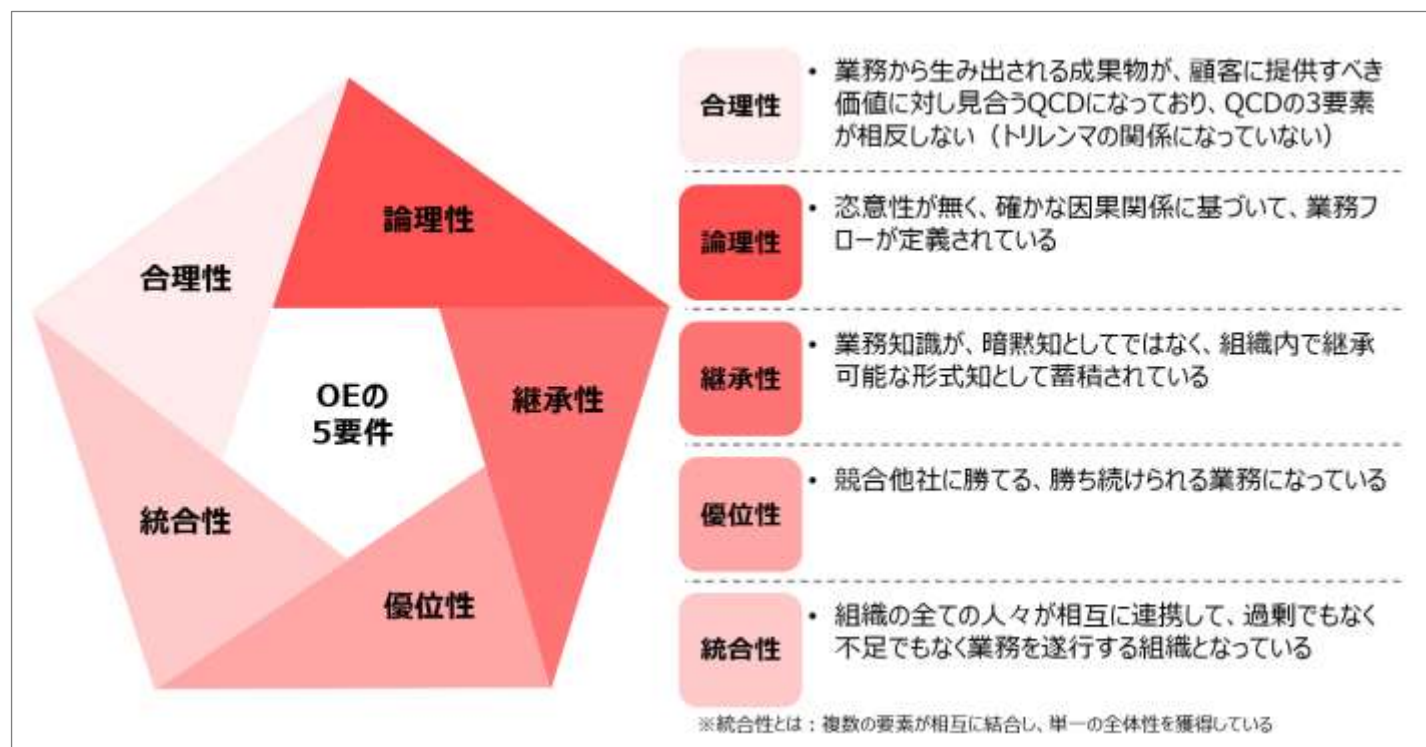 論理性
合理性
継承性
OEの
5要件
統合性
優位性
合理性
• 業務から生み出される成果物が、顧客に提供すべき
価値に対し見合うQCDになっており、QCDの3要素
が相反しない（トリレンマの関係になっていない）
論理性
• 恣意性が無く、確かな因果関係に基づいて、業務フ
ローが定義されている
継承性
• 業務知識が、暗黙知としてではなく、組織内で継承
可能な形式知として蓄積されている
優位性
• 競合他社に勝てる、勝ち続けられる業務になっている
統合性
• 組織の全ての人々が相互に連携して、過剰でもなく
不足でもなく業務を遂行する組織となっている
※統合性とは：複数の要素が相互に結合し、単一の全体性を獲得している